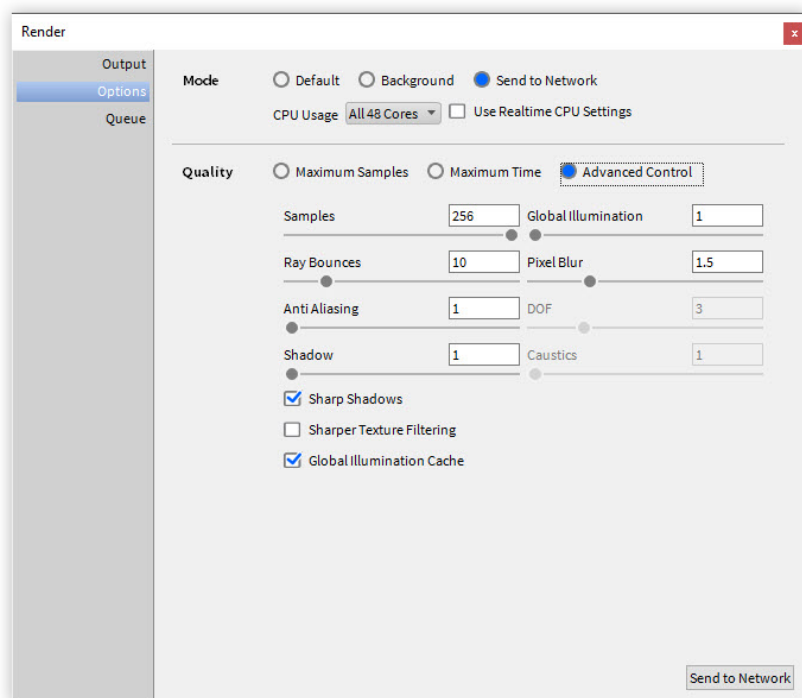 Render
x
Output
Options
Queue
Mode Default Background Send to Network
CPU Usage All 48 Cores Use Realtime CPU Settings
Quality Maximum Samples Maximum Time Advanced Control
Samples 256 Global Illumination 1
Ray Bounces 10 Pixel Blur 1.5
Anti Aliasing 1 DOF 3
Shadow 1 Caustics 1
Sharp Shadows
Sharper Texture Filtering
Global Illumination Cache
Send to Network